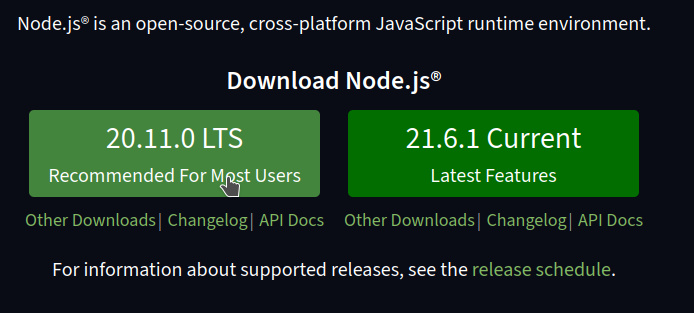 Node.js® is an open-source, cross-platform JavaScript runtime environment.
Download Node.js®
20.11.0 LTS
Recommended For Most Users
Other Downloads | Changelog | API Docs
21.6.1 Current
Latest Features
Other Downloads | Changelog | API Docs
For information about supported releases, see the release schedule.